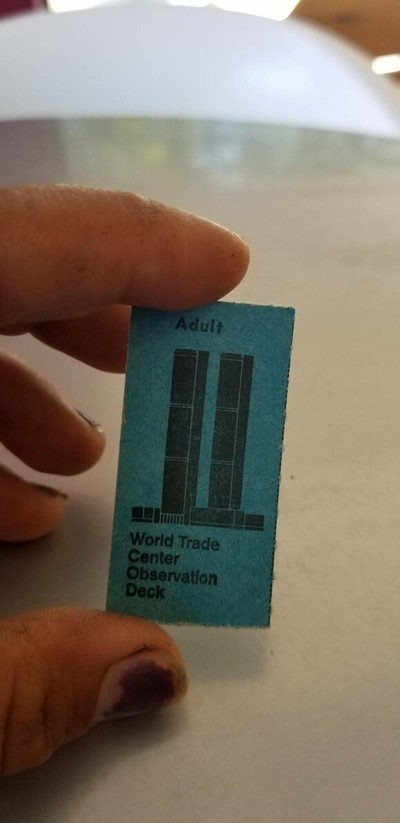 Adult
World Trade
Center
Observation
Deck